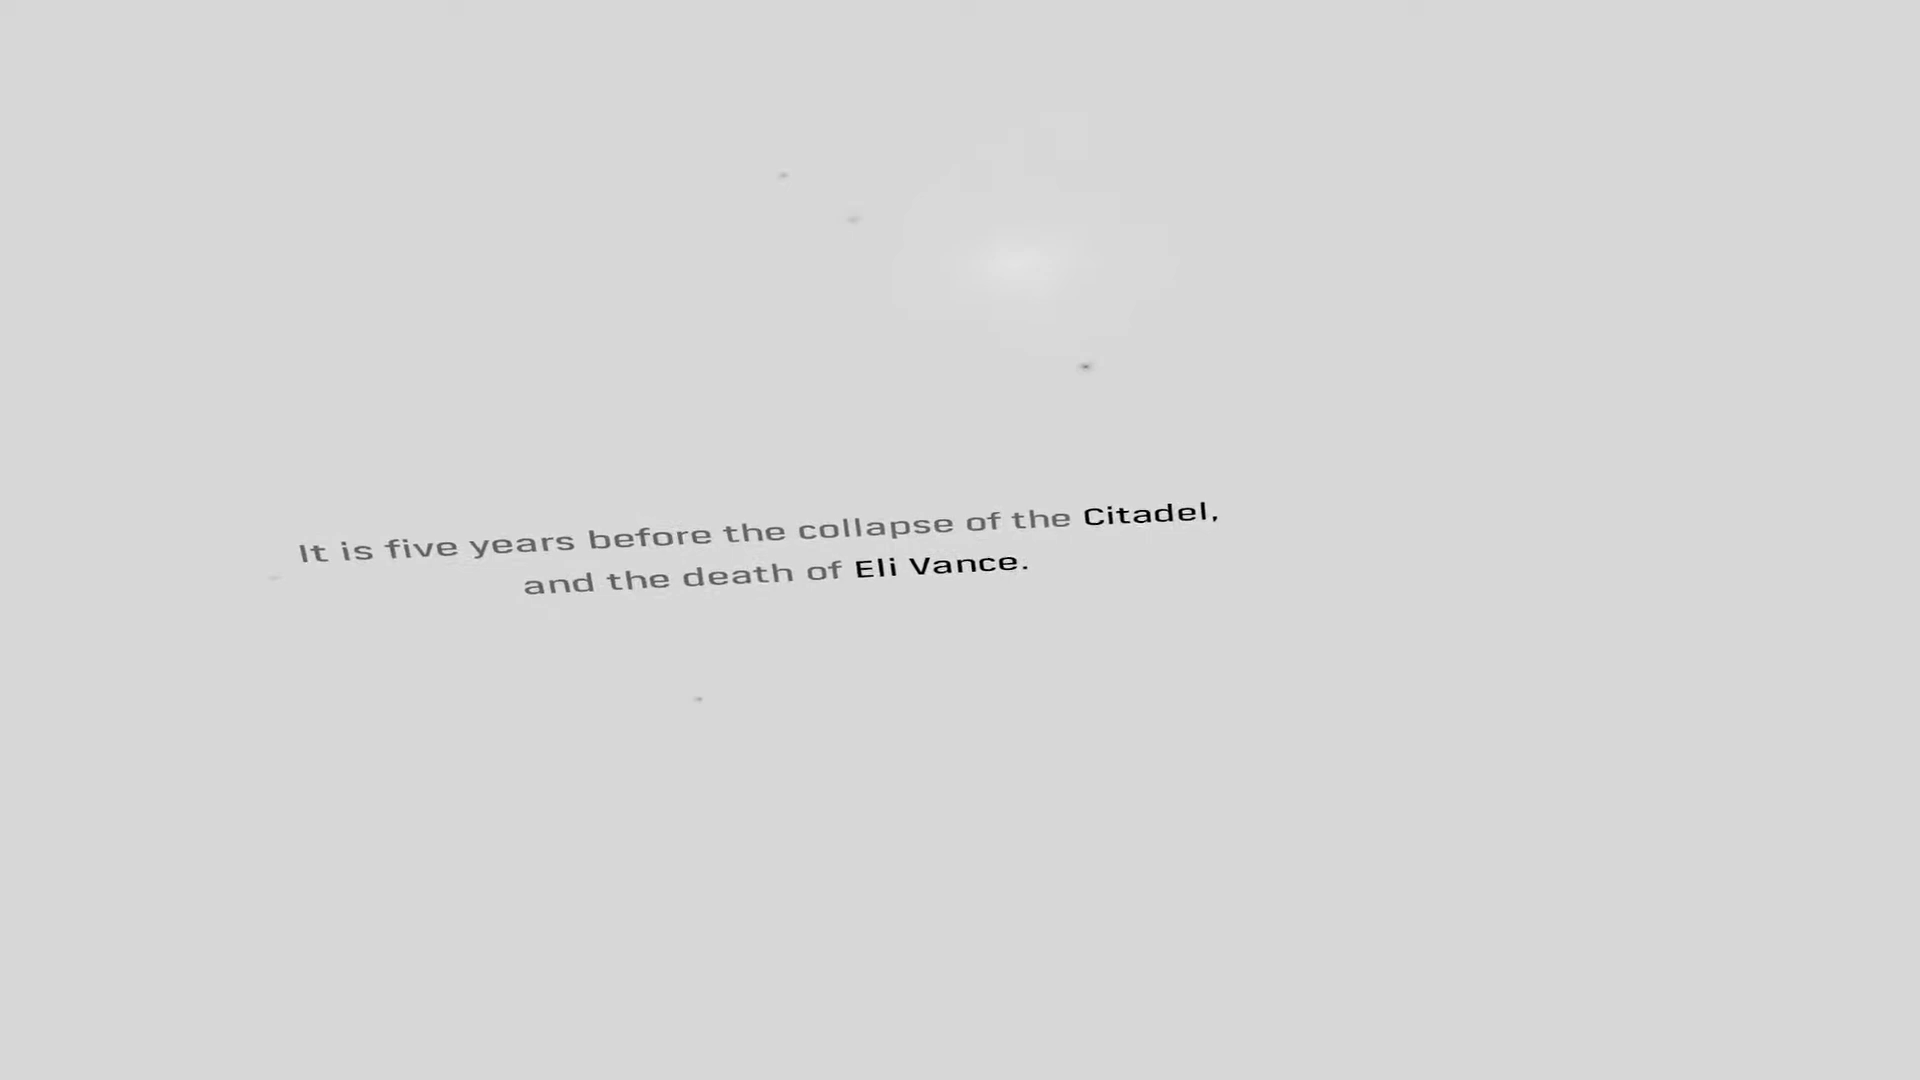 It is five years before the collapse of the Citadel,
and the death of Eli Vance.